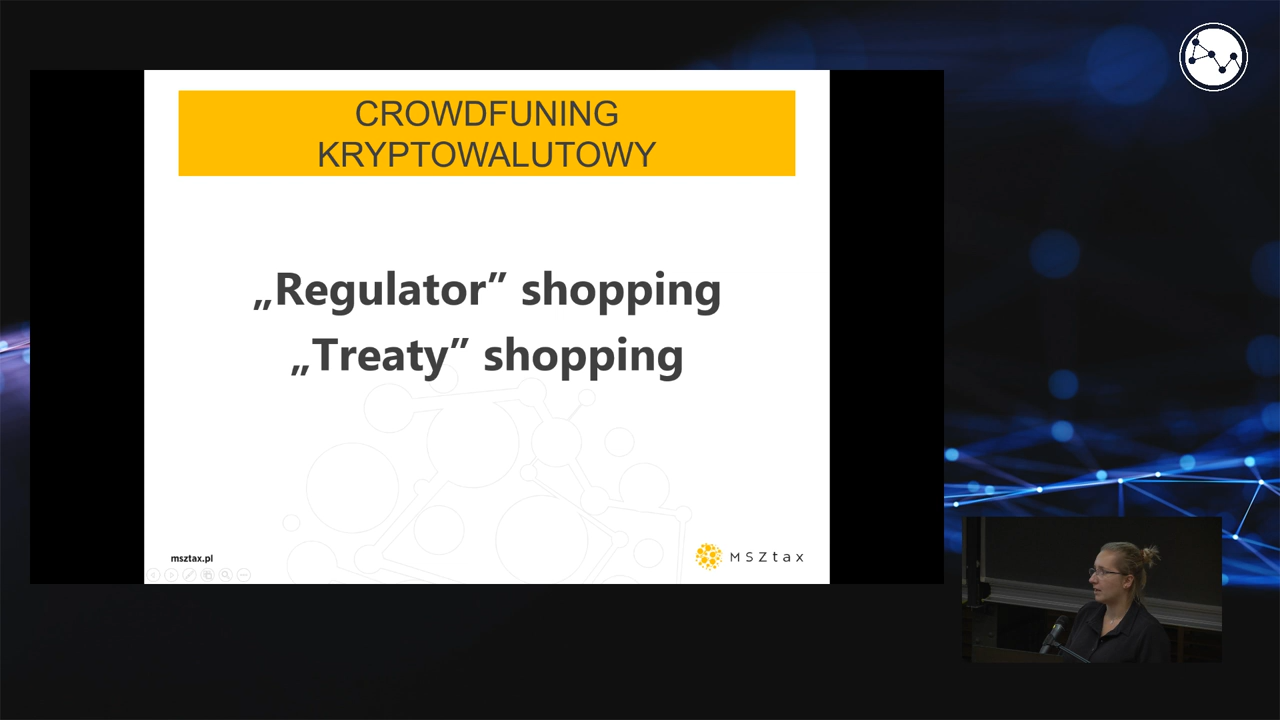 CROWDFUNING
KRYPTOWALUTOWY
„Regulator” shopping
„Treaty” shopping
msztax.pl
MSZtax